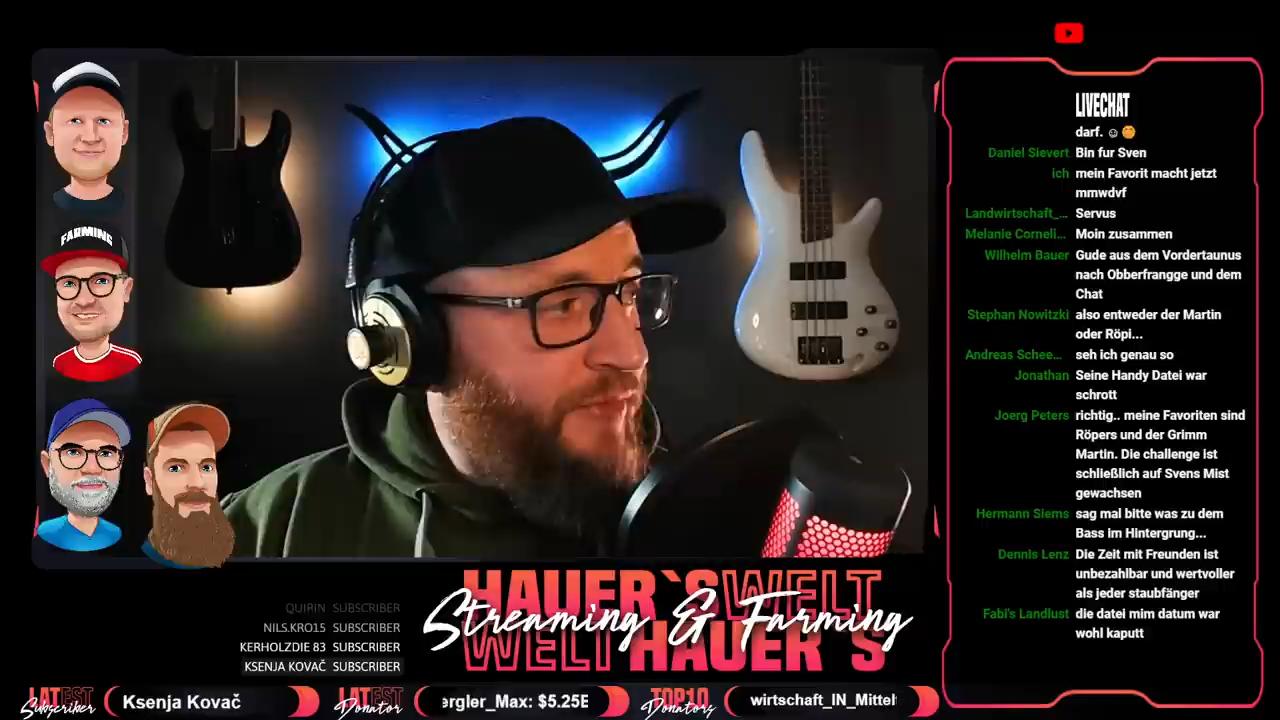 FARMING
LIVECHAT
darf.
Daniel Sievert Bin fur Sven
ich mein Favorit macht jetzt
mmwdvf
Landwirtschaft_... Servus
Melanie Corneli... Moin zusammen
Wilhelm Bauer Gude aus dem Vordertaunus
nach Obberfrangge und dem
Chat
Stephan Nowitzki also entweder der Martin
oder Röpi...
Andreas Schee... seh ich genau so
Jonathan Seine Handy Datei war
schrott
Joerg Peters richtig.. meine Favoriten sind
Röpers und der Grimm
Martin. Die challenge ist
schließlich auf Svens Mist
gewachsen
Hermann Siems sag mal bitte was zu dem
Bass im Hintergrung...
Dennis Lenz Die Zeit mit Freunden ist
unbezahlbar und wertvoller
als jeder staubfänger
Fabi's Landlust die datei mim datum war
wohl kaputt
QUIRIN SUBSCRIBER
NILS.KRO15 SUBSCRIBER
KERHOLZDIE 83 SUBSCRIBER
KSENJA KOVAČ SUBSCRIBER
HAUER`S WELT
Streaming & Farming
WELT HAUER`S
LATEST
Subscriber
Ksenja Kovač
LATEST
Donator
ergler_Max: $5.25
TOP10
Donators
wirtschaft_IN_Mittel